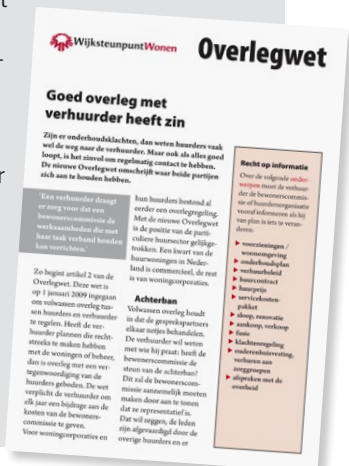 WijksteunpuntWonen
Overlegwet
Goed overleg met
verhuurder heeft zin
Zijn er onderhoudsklachten, dan weten huurders vaak
wel de weg naar de verhuurder. Maar ook als alles goed
loopt, is het zinvol om regelmatig contact te hebben.
De nieuwe Overlegwet omschrijft waar beide partijen
zich aan te houden hebben.
'Een verhuurder draagt
er zorg voor dat een
bewonerscommissie de
werkzaamheden die met
haar taak verband houden
kan verrichten.'
Zo begint artikel 2 van de
Overlegwet. Deze wet is
op 1 januari 2009 ingegaan
om volwassen overleg tus-
sen huurders en verhuurder
te regelen. Heeft de ver-
huurder plannen die recht-
streeks te maken hebben
met de woningen of beheer,
dan is overleg met een ver-
tegenwoordiging van de
huurders geboden. De wet
verplicht de verhuurder om
elk jaar een bijdrage aan de
kosten van de bewoners-
commissie te geven.
Voor woningcorporaties en
hun huurders bestond al
eerder een overlegregeling.
Met de nieuwe Overlegwet
is de positie van de parti-
culiere huursector gelijkge-
trokken. Een kwart van de
huurwoningen in Neder-
land is commercieel, de rest
is van woningcorporaties.
Achterban
Volwassen overleg houdt
in dat de gesprekspartners
elkaar netjes behandelen.
De verhuurder wil weten
met wie hij praat: heeft de
bewonerscommissie de
steun van de achterban?
Dit zal de bewonerscom-
missie aannemelijk moeten
maken door aan te tonen
dat ze representatief is.
Dat wil zeggen, de leden
zijn afgevaardigd door de
overige huurders en er
Recht op informatie
Over de volgende onder-
werpen moet de verhuur-
der de bewonerscommis-
sie of huurdersorganisatie
vooraf informeren als hij
van plan is iets te veran-
deren.
voorzieningen /
woonomgeving
onderhoudsplan
verhuurbeleid
huurcontract
huurprijs
servicekosten-
pakket
sloop, renovatie
aankoop, verkoop
fusie
klachtenregeling
ouderenhuisvesting,
verhuren aan
zorggroepen
afspraken met de
overheid